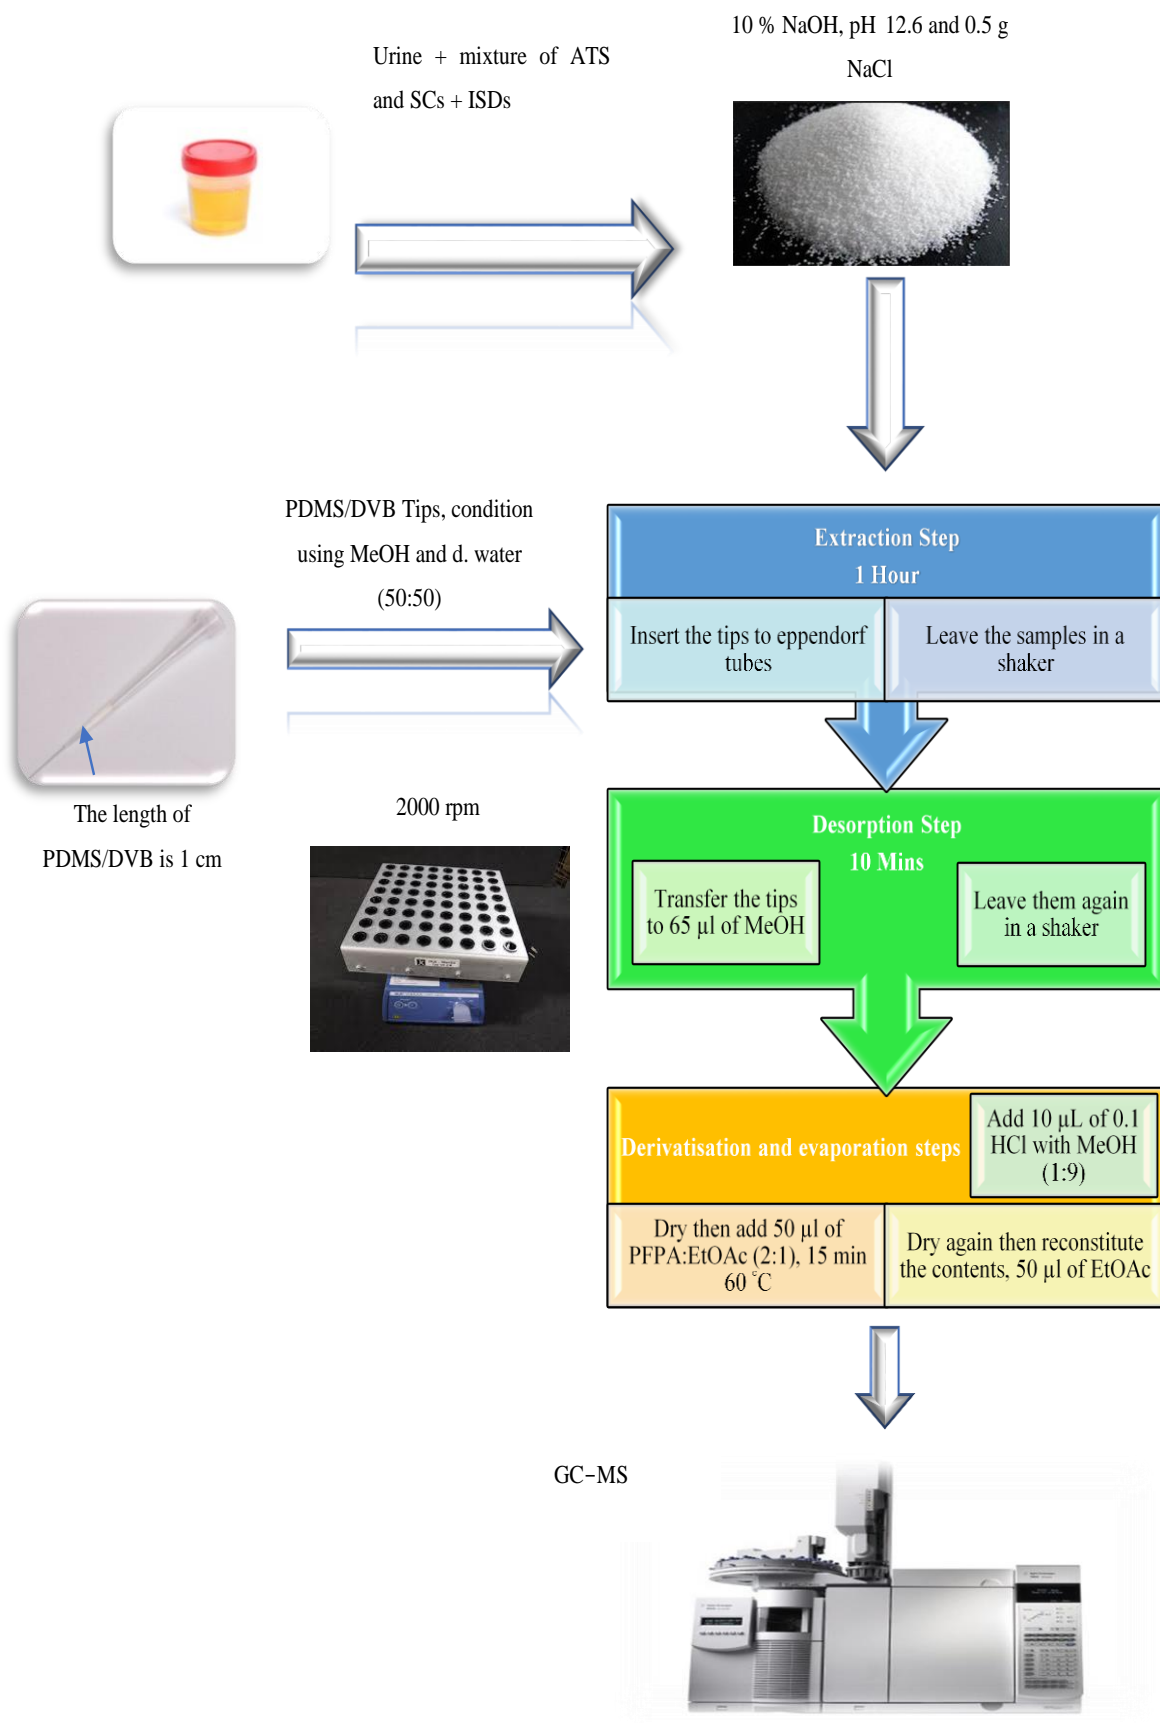 10 % NaOH, pH 12.6 and 0.5 g
NaCl
Urine + mixture of ATS
and SCs + ISDs
PDMS/DVB Tips, condition
using MeOH and d. water
(50:50)
Extraction Step
1 Hour
Insert the tips to eppendorf
tubes
Leave the samples in a
shaker
The length of
PDMS/DVB is 1 cm
2000 rpm
Desorption Step
10 Mins
Transfer the tips
to 65 µl of MeOH
Leave them again
in a shaker
Derivatisation and evaporation steps
Add 10 µL of 0.1
HCl with MeOH
(1:9)
Dry then add 50 µl of
PFPA:EtOAc (2:1), 15 min
60 °C
Dry again then reconstitute
the contents, 50 µl of EtOAc
GC-MS